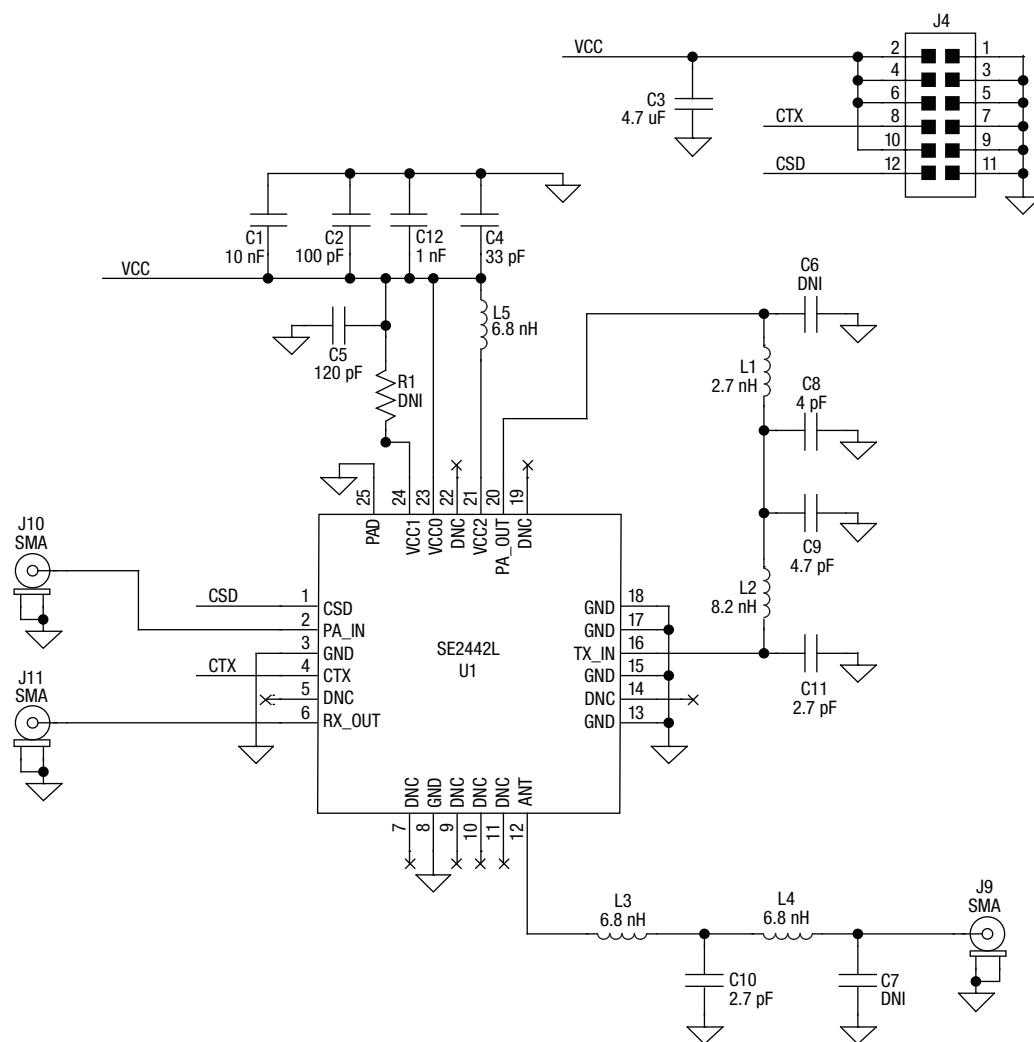 J4
VCC
2
1
4
3
C3
4.7 uF
6
5
CTX
8
7
10
9
CSD
12
11
C1
10 nF
C2
100 pF
C12
1 nF
C4
33 pF
VCC
C6
DNI
L5
6.8 nH
C5
120 pF
L1
2.7 nH
R1
DNI
C8
4 pF
25
24
23
22
21
20
19
PAD
VCC1
VCC0
DNC
VCC2
PA_OUT
DNC
C9
4.7 pF
J10
SMA
L2
8.2 nH
CSD
1
CSD
GND
18
2
PA_IN
GND
17
3
GND
SE2442L
U1
TX_IN
16
CTX
4
CTX
GND
15
C11
2.7 pF
J11
SMA
5
DNC
DNC
14
6
RX_OUT
GND
13
DNC
GND
DNC
DNC
DNC
ANT
7
8
9
10
11
12
L3
6.8 nH
L4
6.8 nH
J9
SMA
C10
2.7 pF
C7
DNI